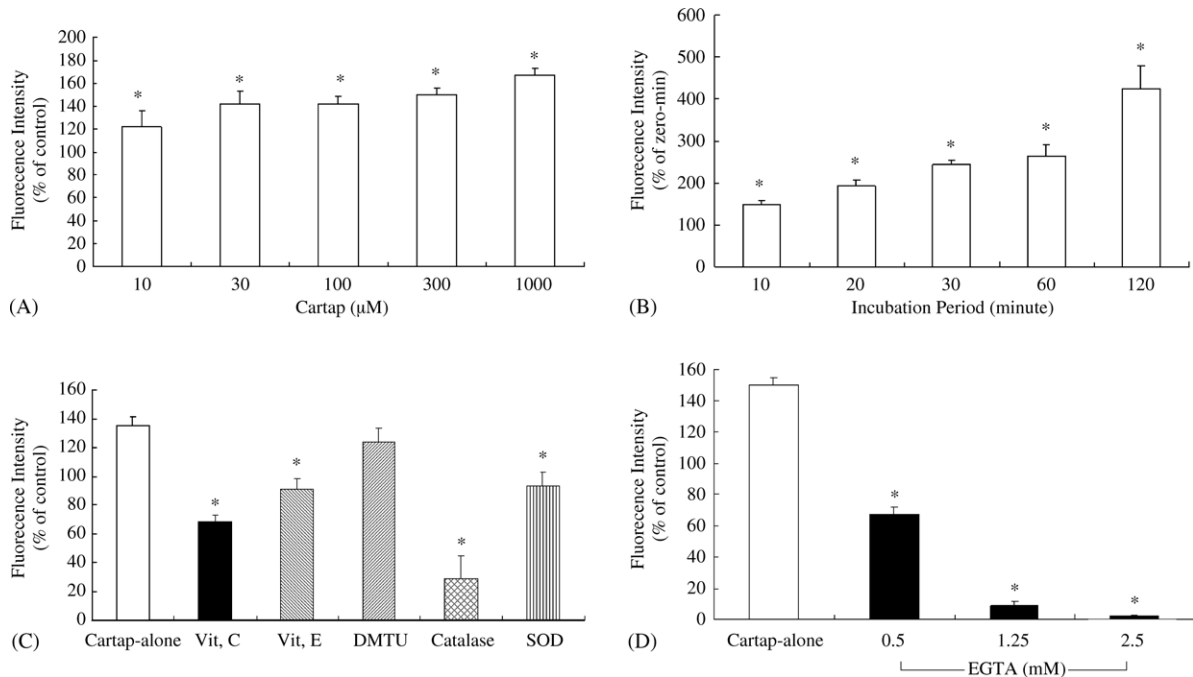 200
180
160
140
120
100
80
60
40
20
0
Fluorecence Intensity
(% of control)
* * * * *
10 30 100 300 1000
Cartap (µM)
(A)
600
500
400
300
200
100
0
Fluorecence Intensity
(% of zero-min)
* * * * *
10 20 30 60 120
Incubation Period (minute)
(B)
160
140
120
100
80
60
40
20
0
Fluorecence Intensity
(% of control)
* * * *
Cartap-alone Vit, C Vit, E DMTU Catalase SOD
(C)
160
140
120
100
80
60
40
20
0
Fluorecence Intensity
(% of control)
* * *
Cartap-alone 0.5 1.25 2.5
EGTA (mM)
(D)